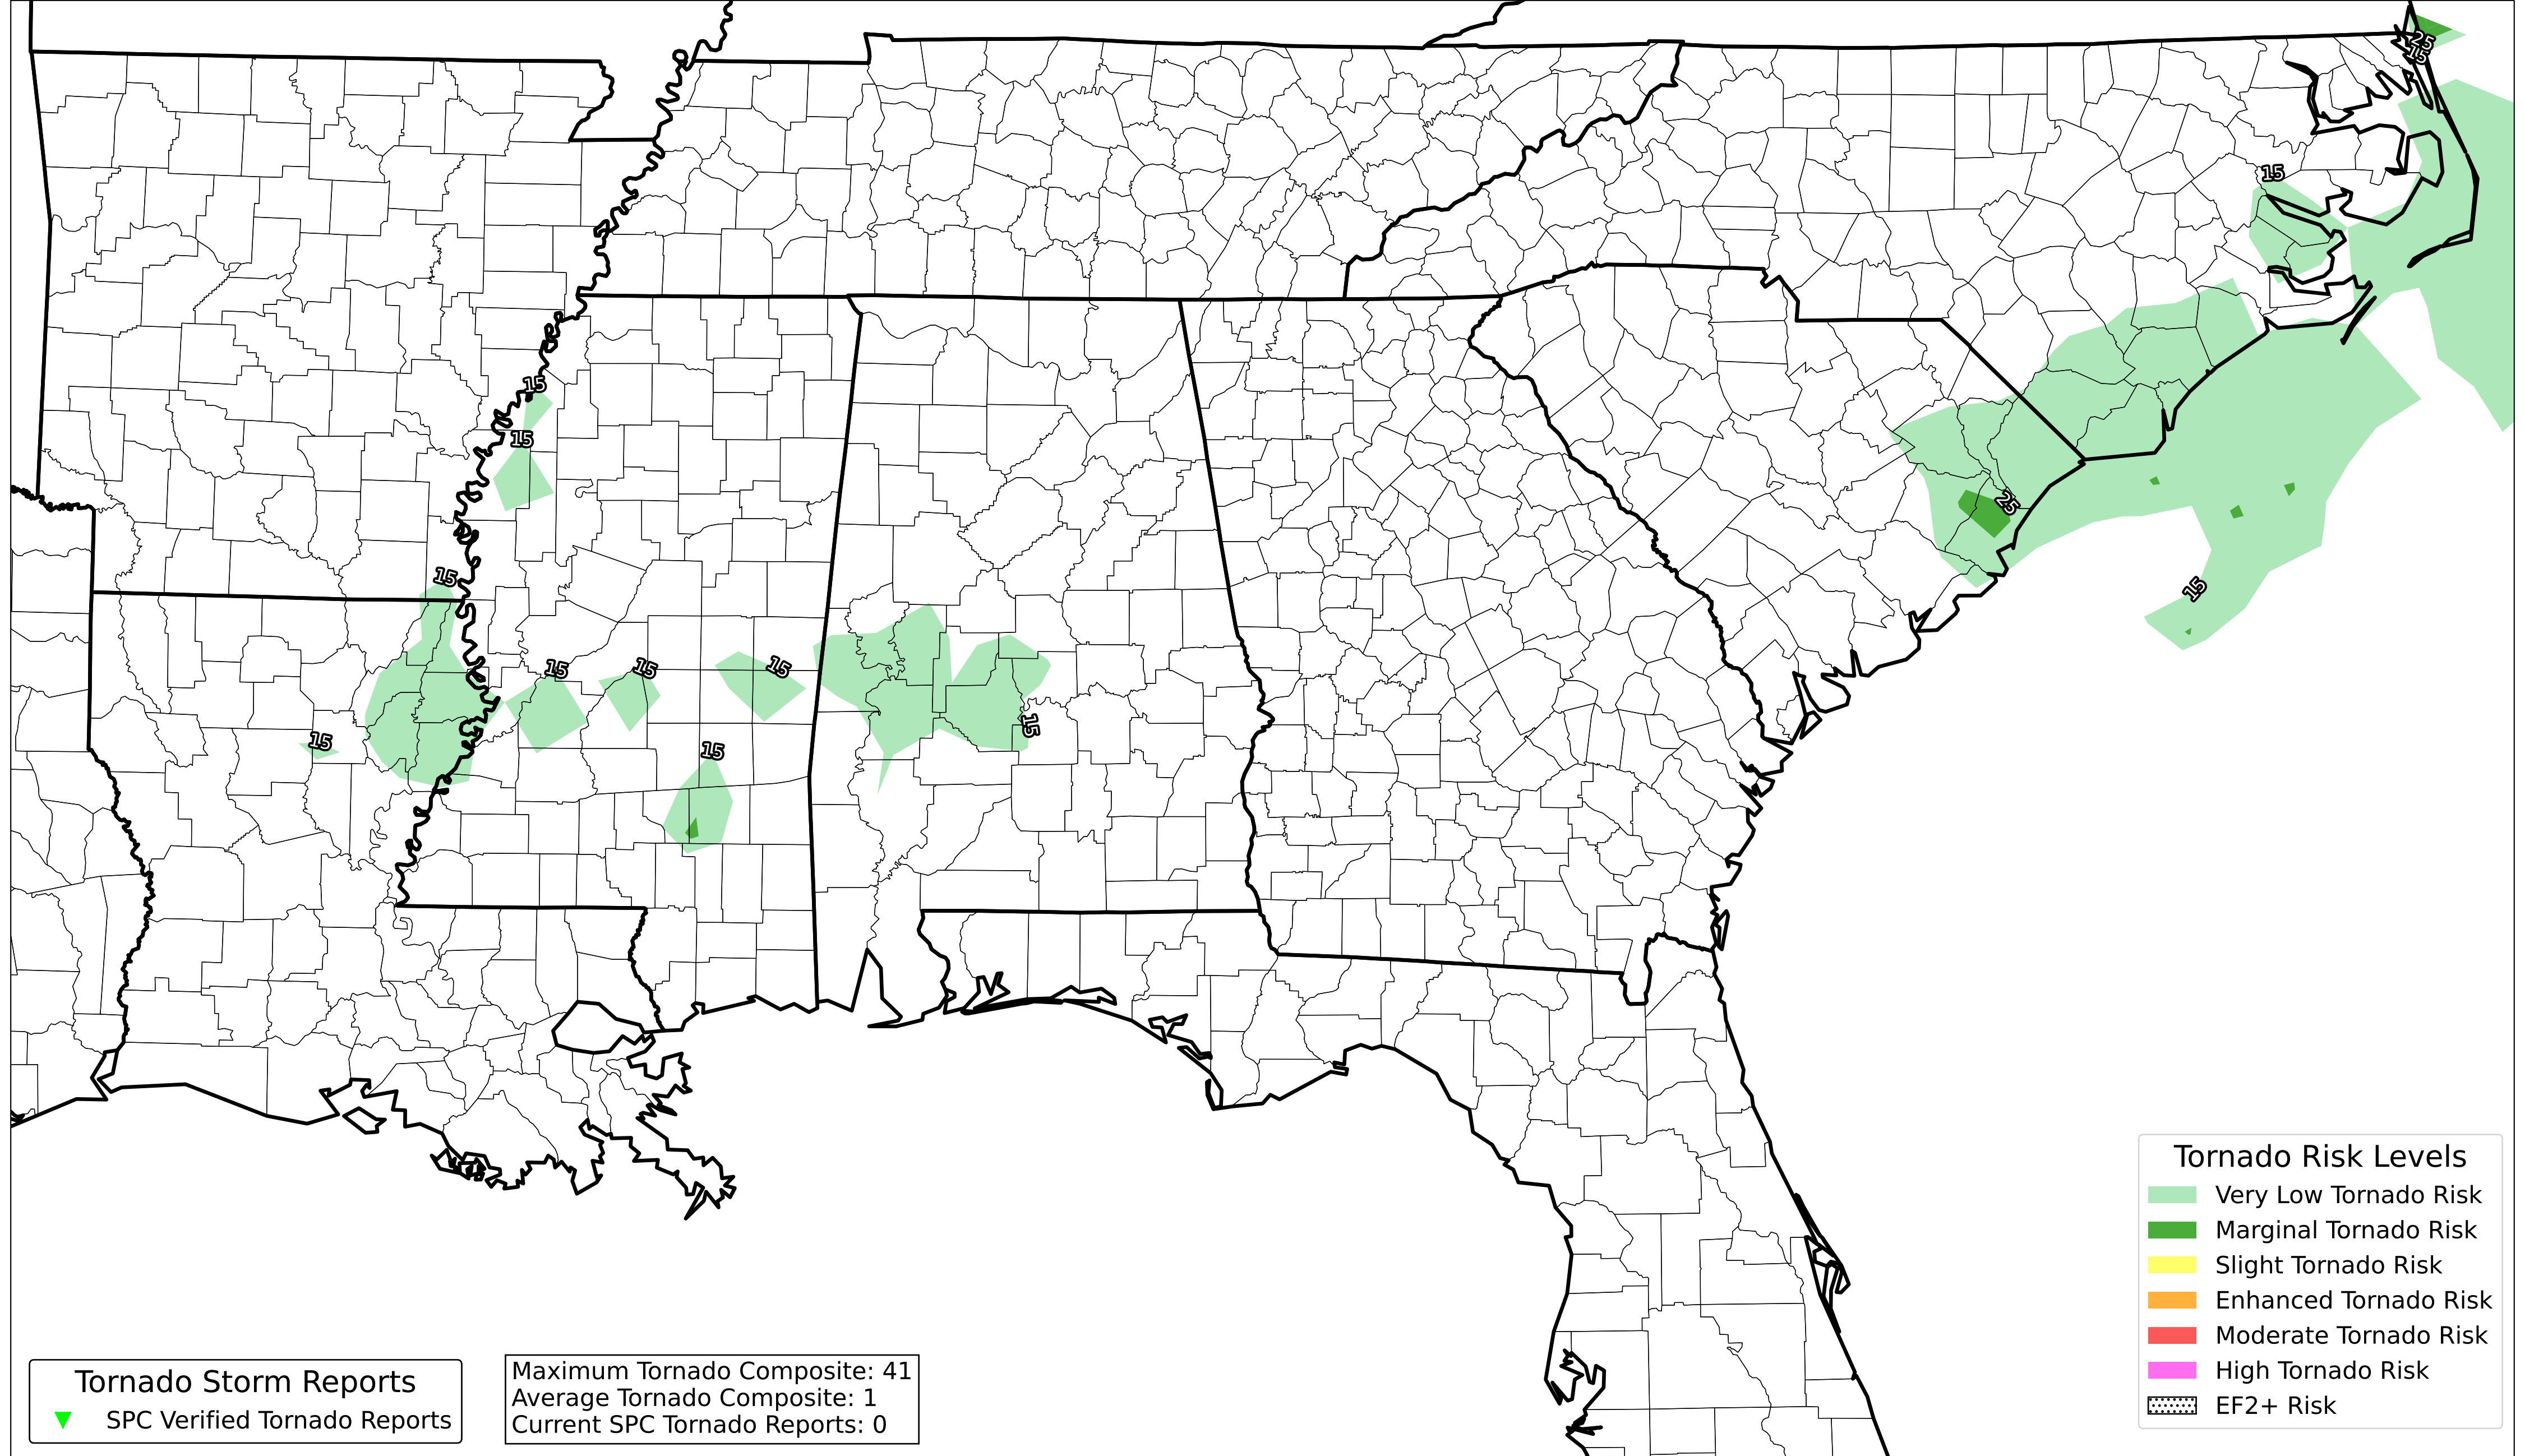 25
15
15
15
15
25
15
15
15
15
15
15
15
15
15
Tornado Risk Levels
Very Low Tornado Risk
Marginal Tornado Risk
Slight Tornado Risk
Enhanced Tornado Risk
Moderate Tornado Risk
High Tornado Risk
EF2+ Risk
Tornado Storm Reports
SPC Verified Tornado Reports
Maximum Tornado Composite: 41
Average Tornado Composite: 1
Current SPC Tornado Reports: 0